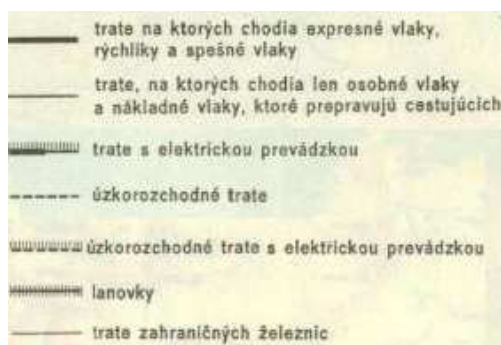 trate na ktorých chodia expresné vlaky,
rýchliky a spešné vlaky
trate, na ktorých chodia len osobné vlaky
a nákladné vlaky, ktoré prepravujú cestujúcich
trate s elektrickou prevádzkou
úzkorozchodné trate
úzkorozchodné trate s elektrickou prevádzkou
lanovky
trate zahraničných železnic